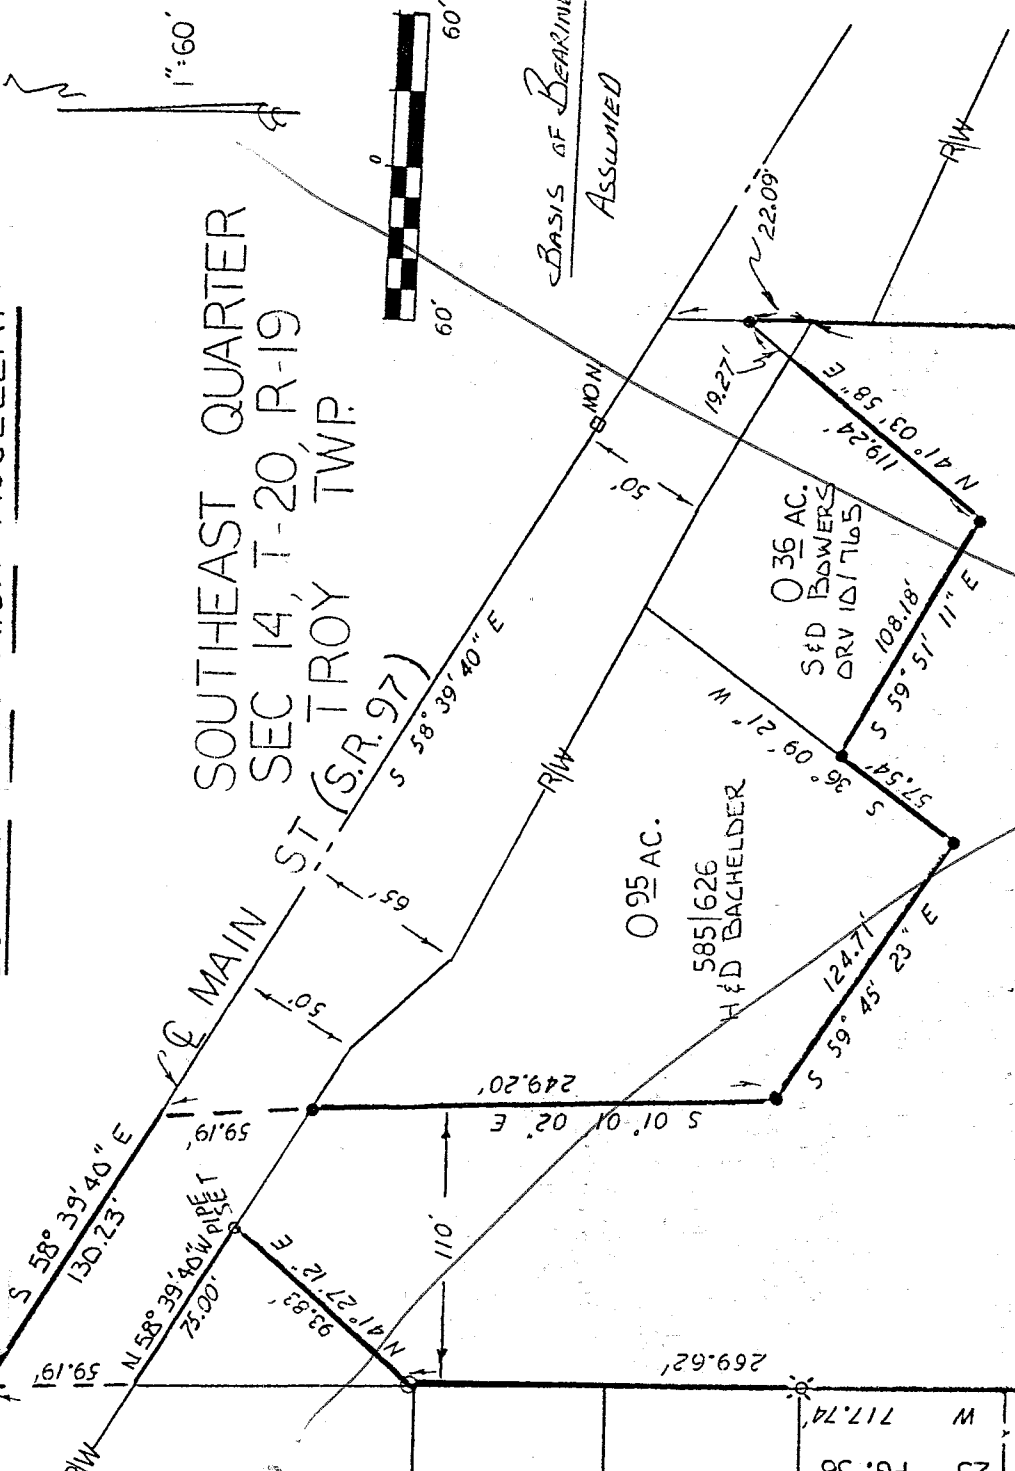 1"=60'
60'
0
60'
BASIS OF
ASSUMED
SOUTHEAST QUARTER
SEC 14, T-20, R-19
TROY TWP.
℄ MAIN ST (S.R. 97)
S 58° 39' 40" E
MON
50'
65'
50'
R/W
R/W
22.09'
19.27'
N 41° 03' 58" E
119.24'
0.36 AC.
S&D BOWERS
ORV 101 765
108.18'
S 59° 51' 11" E
S 36° 09' 21" W
57.54'
0.95 AC.
585/626
H&D BACHELDER
124.71'
S 59° 45' 23" E
249.20'
S 01° 01' 02" E
59.19'
S 58° 39' 40" E
130.23'
N 58° 39' 40" W
75.00'
PIPE
SET
N 41° 27' 12" E
93.83'
110'
59.19'
269.62'
717.74'
W